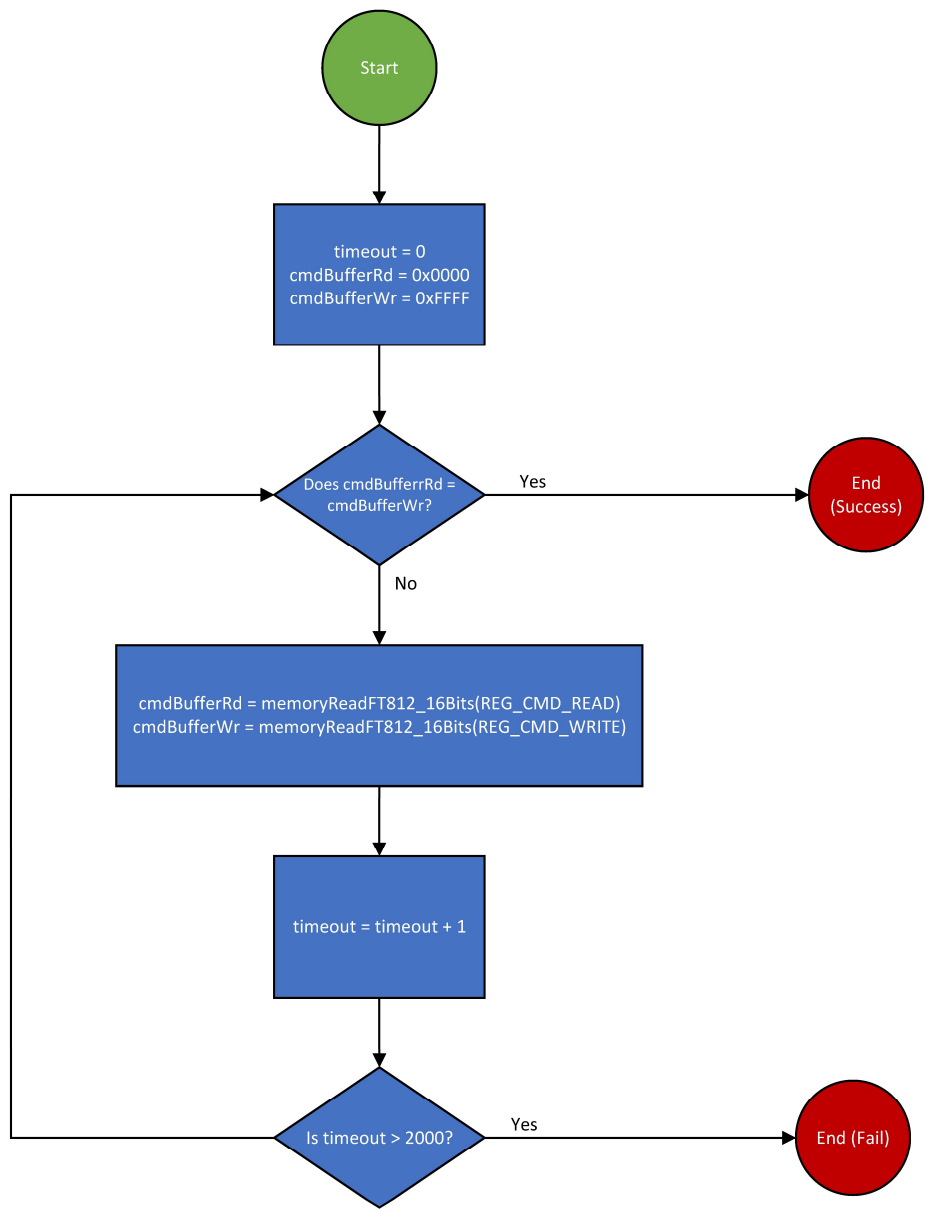 Start
timeout = 0
cmdBufferRd = 0x0000
cmdBufferWr = 0xFFFF
Does cmdBufferrRd =
cmdBufferWr?
Yes
End
(Success)
No
cmdBufferRd = memoryReadFT812_16Bits(REG_CMD_READ)
cmdBufferWr = memoryReadFT812_16Bits(REG_CMD_WRITE)
timeout = timeout + 1
Is timeout > 2000?
Yes
End (Fail)